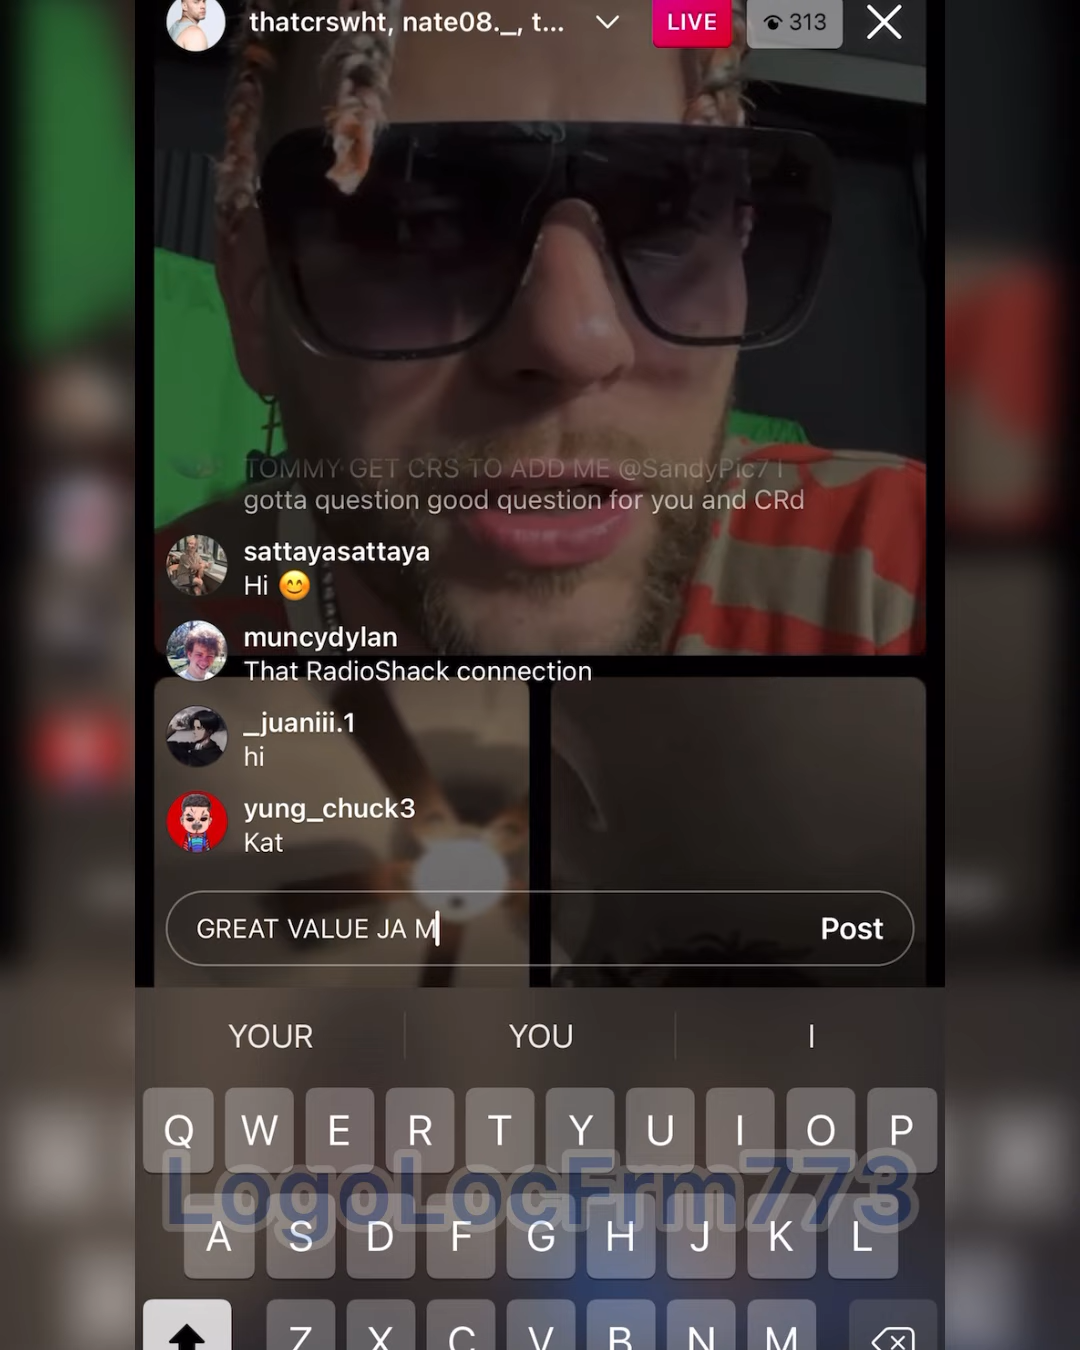 thatcrswht, nate08._, t...
LIVE
313
TOMMY GET CRS TO ADD ME @SandyPic7 I
gotta question good question for you and CRd
sattayasattaya
Hi 😊
muncydylan
That RadioShack connection
_juaniii.1
hi
yung_chuck3
Kat
GREAT VALUE JA M
Post
YOUR YOU I
Q W E R T Y U I O P
LogoLocFrm773
A S D F G H J K L
Z X C V B N M